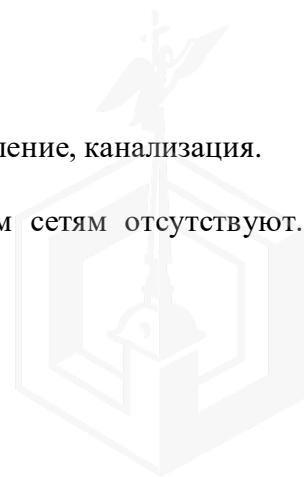 ление, канализация.
м сетям отсутствуют.